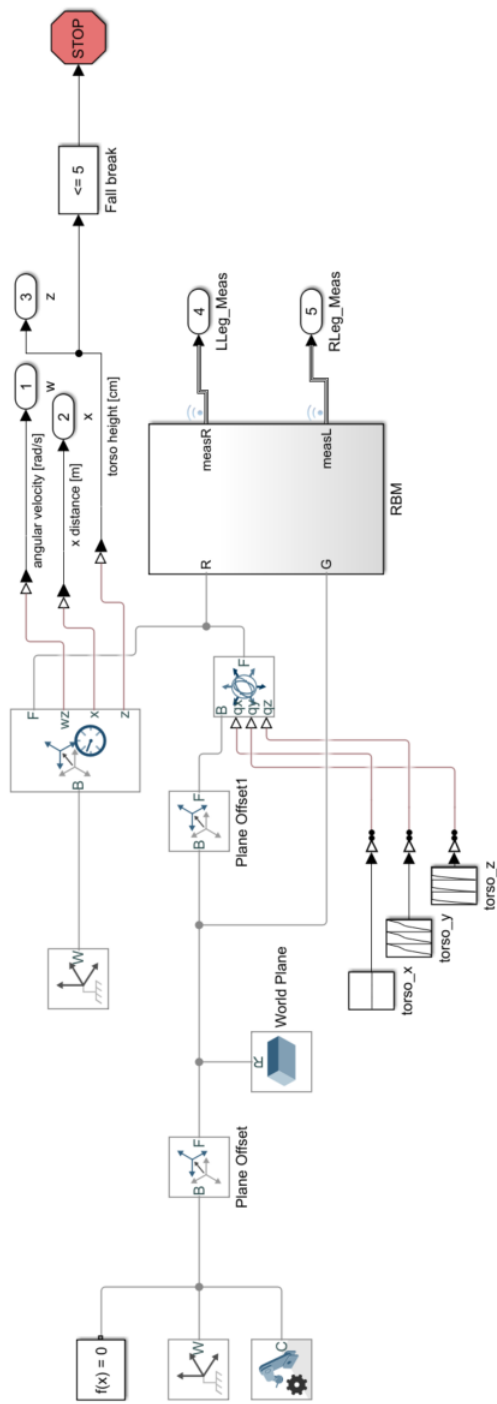 f(x) = 0
W
C
B
F
Plane Offset
R
World Plane
W
B
F
wz
x
z
angular velocity [rad/s]
1
w
x distance [m]
2
x
torso height [cm]
3
z
<= 5
Fall break
STOP
B
F
Plane Offset1
B
qx
qy
qz
F
torso_x
torso_y
torso_z
R
G
measR
measL
RBM
4
LLeg_Meas
5
RLeg_Meas